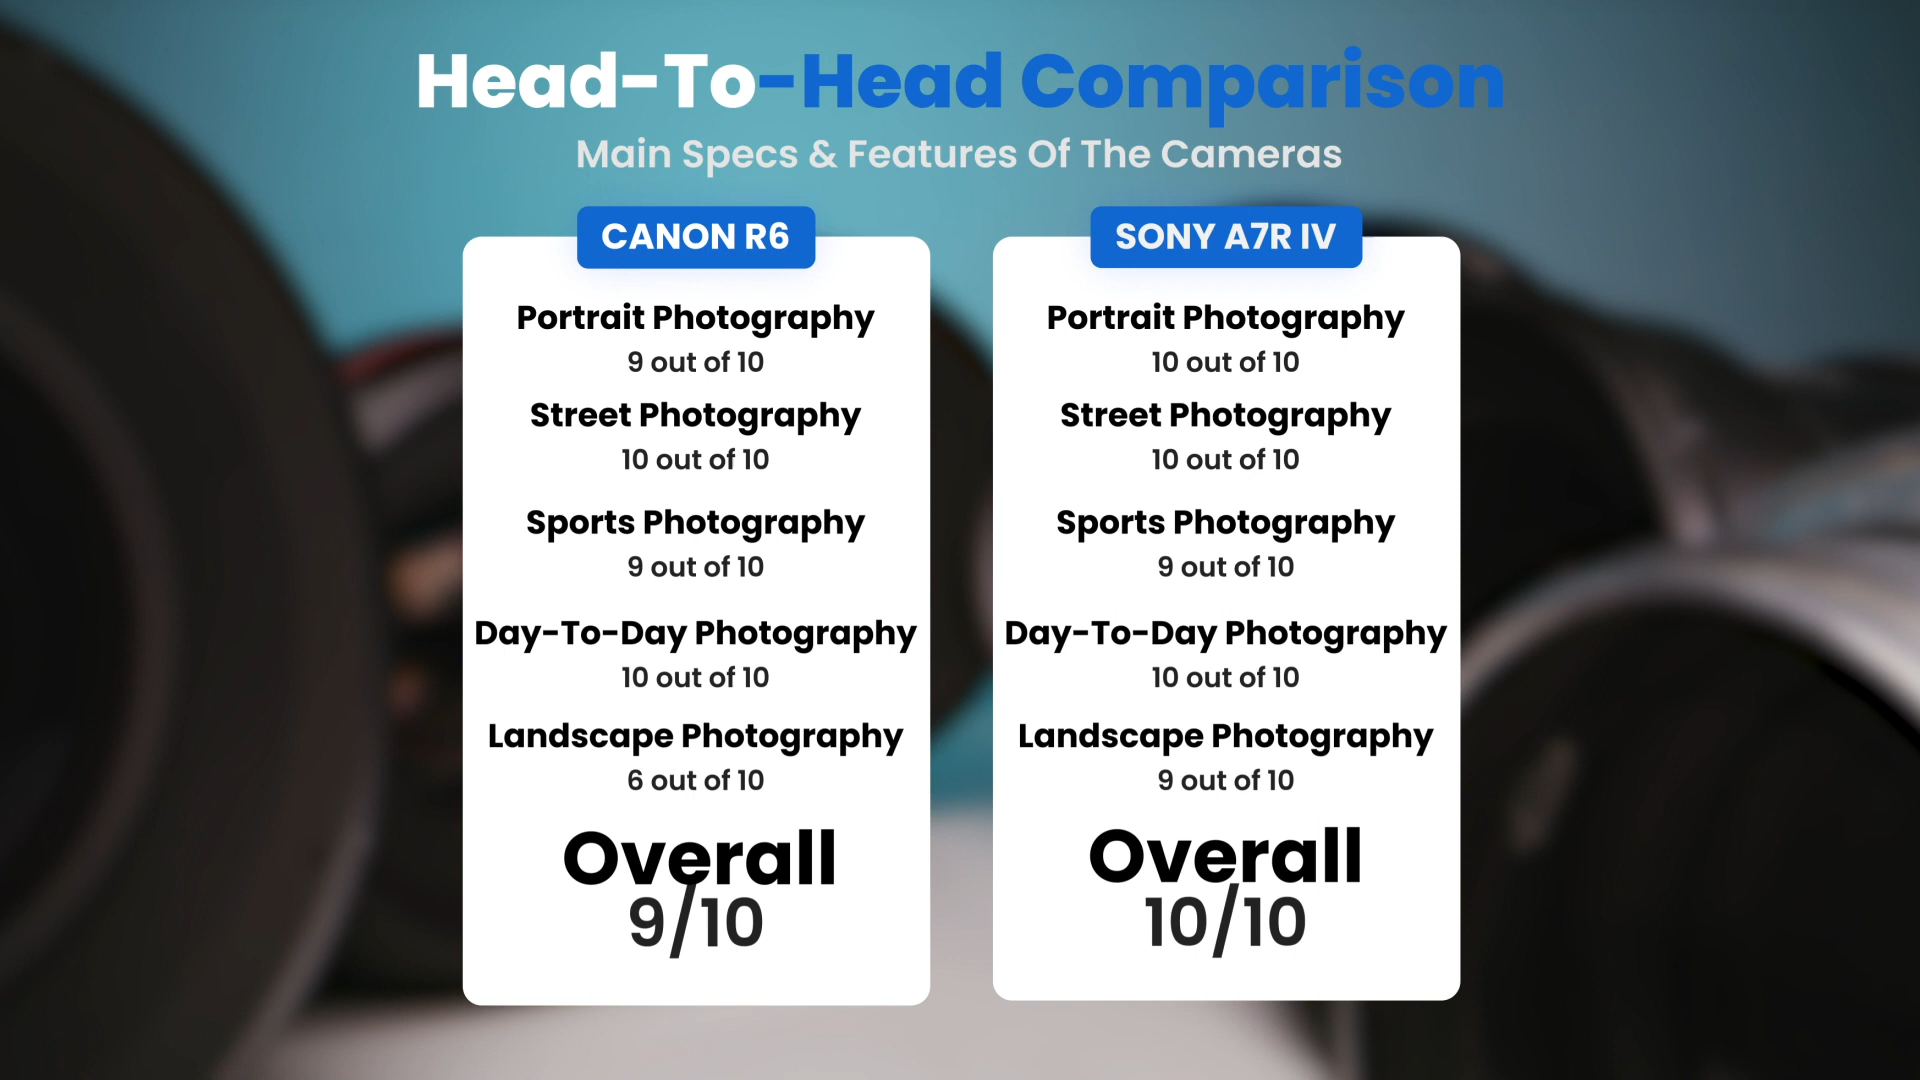 Head-To-Head Comparison
Main Specs & Features Of The Cameras
CANON R6
Portrait Photography
9 out of 10
Street Photography
10 out of 10
Sports Photography
9 out of 10
Day-To-Day Photography
10 out of 10
Landscape Photography
6 out of 10
Overall
9/10
SONY A7R IV
Portrait Photography
10 out of 10
Street Photography
10 out of 10
Sports Photography
9 out of 10
Day-To-Day Photography
10 out of 10
Landscape Photography
9 out of 10
Overall
10/10